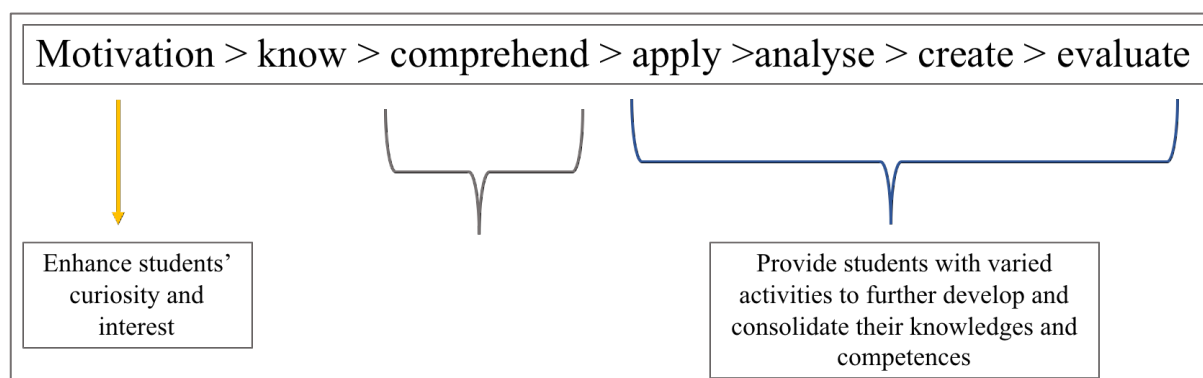 Motivation > know > comprehend > apply >analyse > create > evaluate
Enhance students’
curiosity and
interest
Provide students with varied
activities to further develop and
consolidate their knowledges and
competences